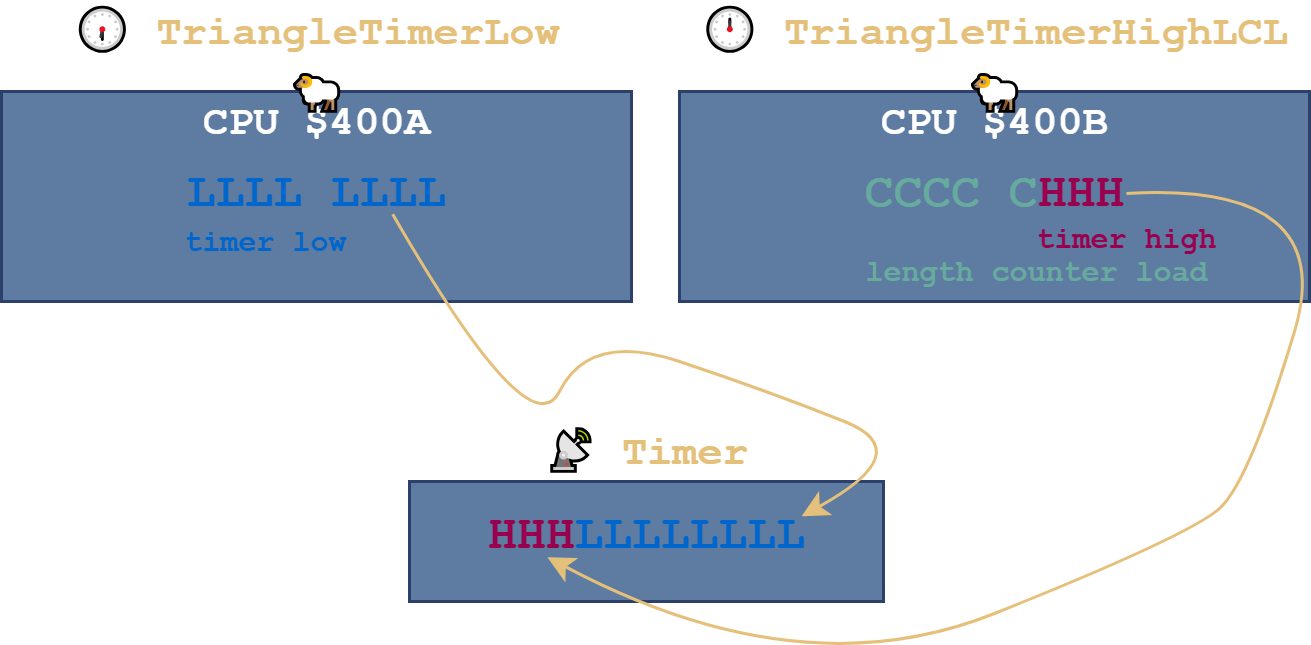 TriangleTimerLow
CPU $400A
LLLL LLLL
timer low
TriangleTimerHighLCL
CPU $400B
CCCC CHHH
timer high
length counter load
Timer
HHHLLLLLLLL